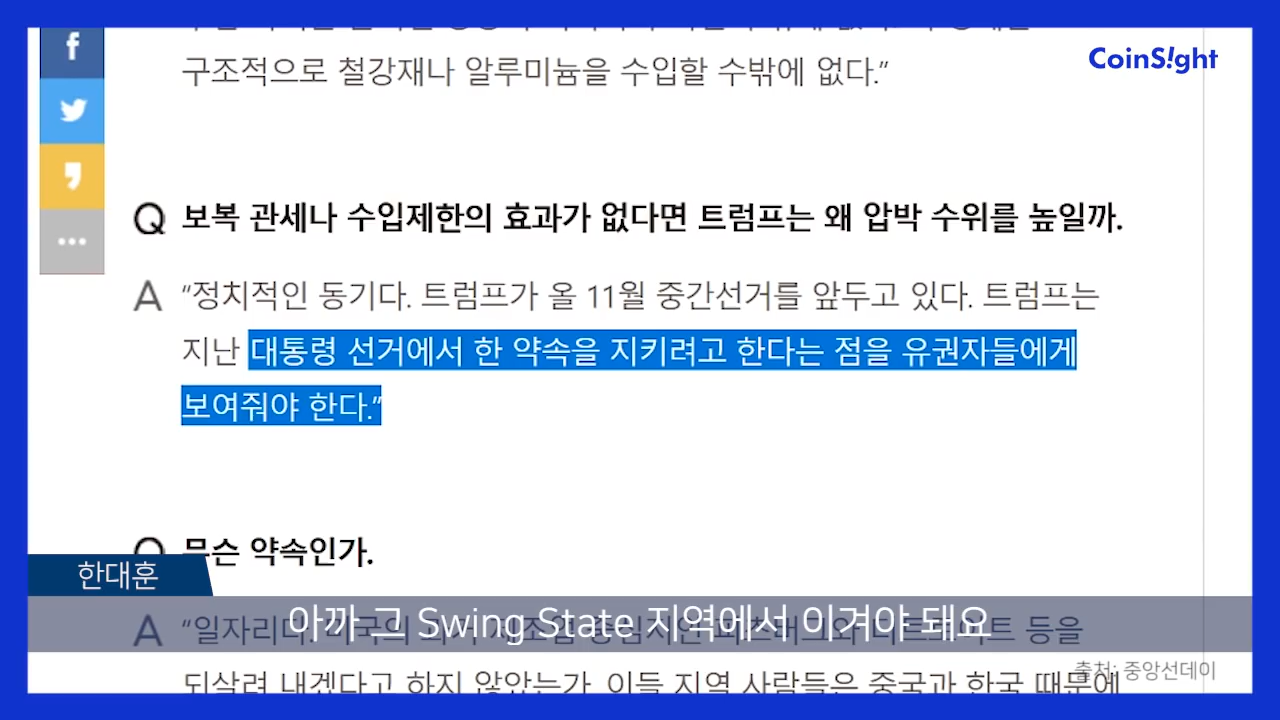 CoinS!ght
구조적으로 철강재나 알루미늄을 수입할 수밖에 없다.”
Q 보복 관세나 수입제한의 효과가 없다면 트럼프는 왜 압박 수위를 높일까.
A “정치적인 동기다. 트럼프가 올 11월 중간선거를 앞두고 있다. 트럼프는
지난 대통령 선거에서 한 약속을 지키려고 한다는 점을 유권자들에게
보여줘야 한다.”
Q 무슨 약속인가.
한대훈
아까 그 Swing State 지역에서 이겨야 돼요
A “일자리다. 미국의 등을
출처: 중앙선데이
되살려 내겠다고 하지 않았는가. 이들 지역 사람들은 중국과 한국 때문에